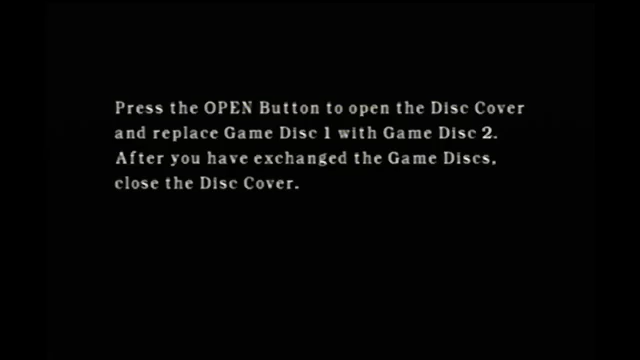 Press the OPEN Button to open the Disc Cover
and replace Game Disc 1 with Game Disc 2.
After you have exchanged the Game Discs,
close the Disc Cover.